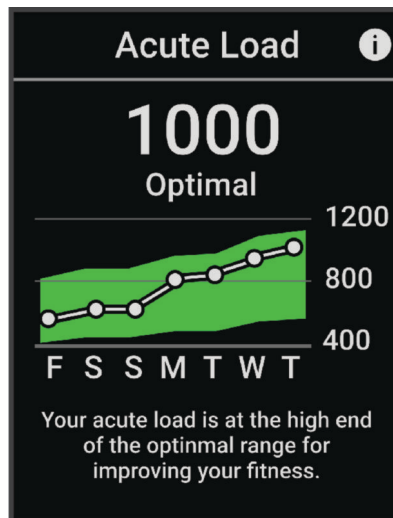 Acute Load i
1000
Optimal
1200
800
400
F S S M T W T
Your acute load is at the high end
of the optinmal range for
improving your fitness.